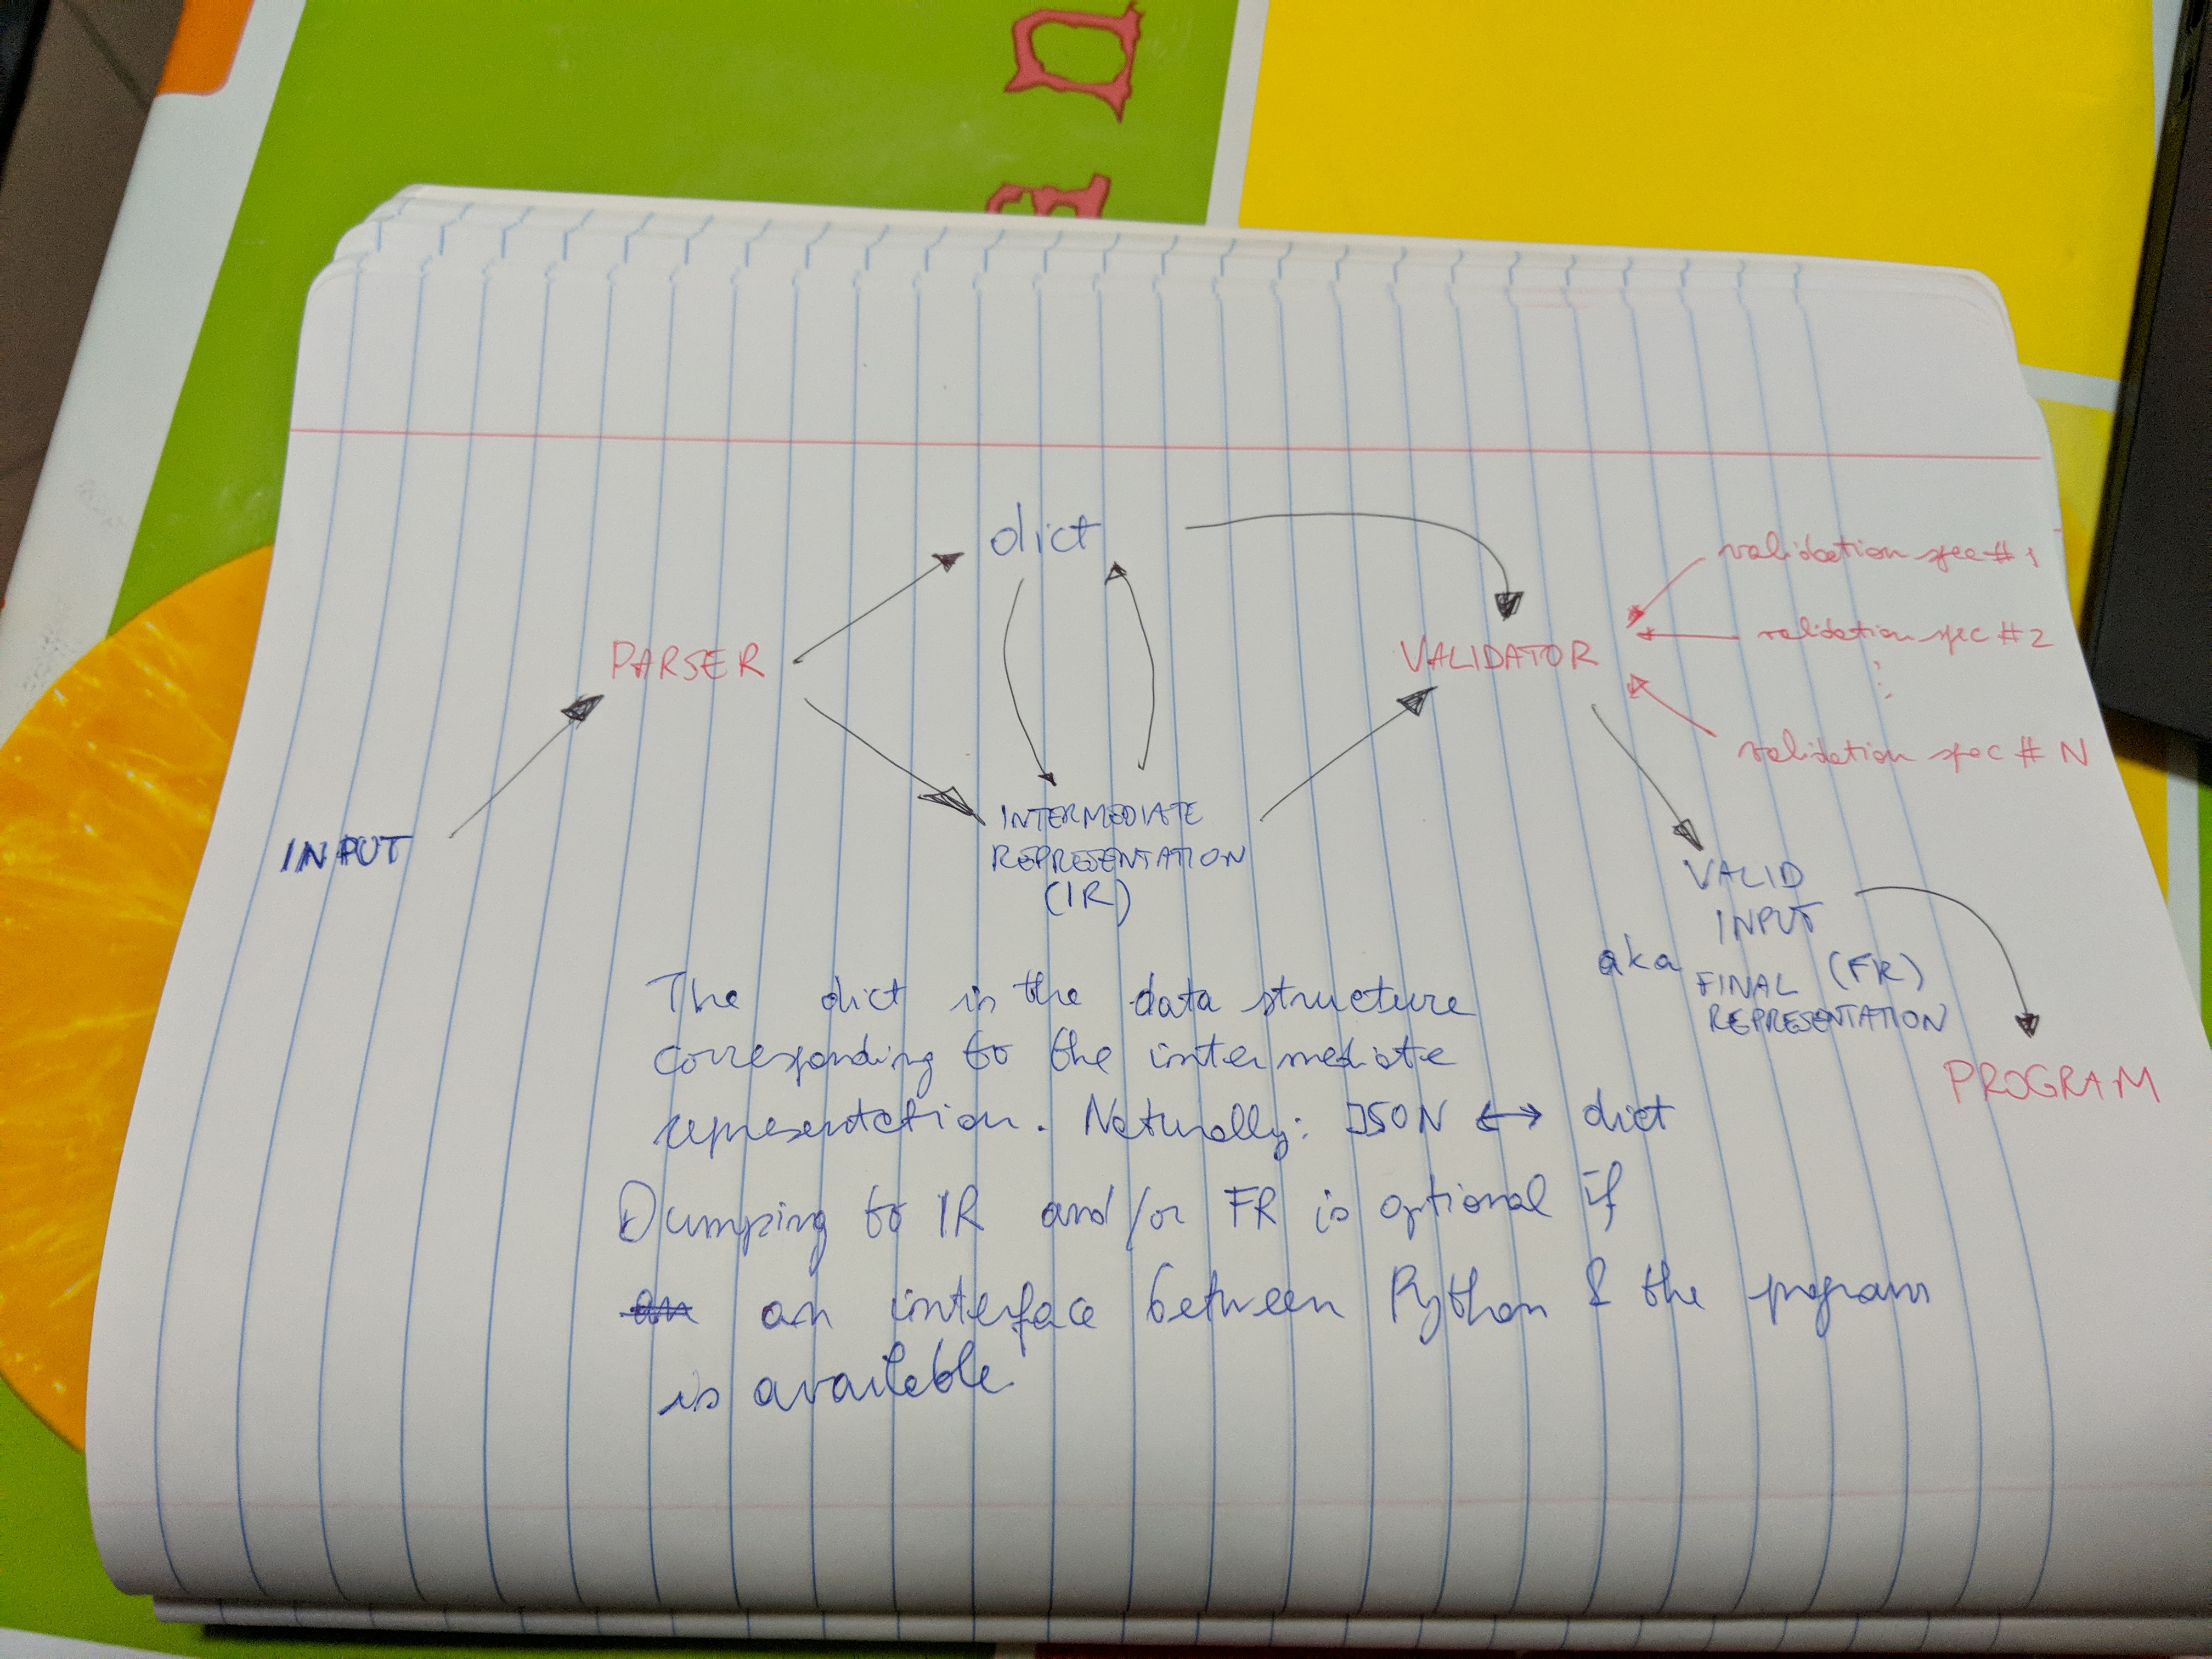 dict
validation spec # 1
PARSER
VALIDATOR
validation spec # 2
validation spec # N
INPUT
INTERMEDIATE
REPRESENTATION
(IR)
VALID
INPUT
aka FINAL (FR)
REPRESENTATION
PROGRAM
The dict is the data structure
corresponding to the intermediate
representation. Naturally: JSON ↔ dict
Dumping to IR and/or FR is optional if
an an interface between Python & the program
is available